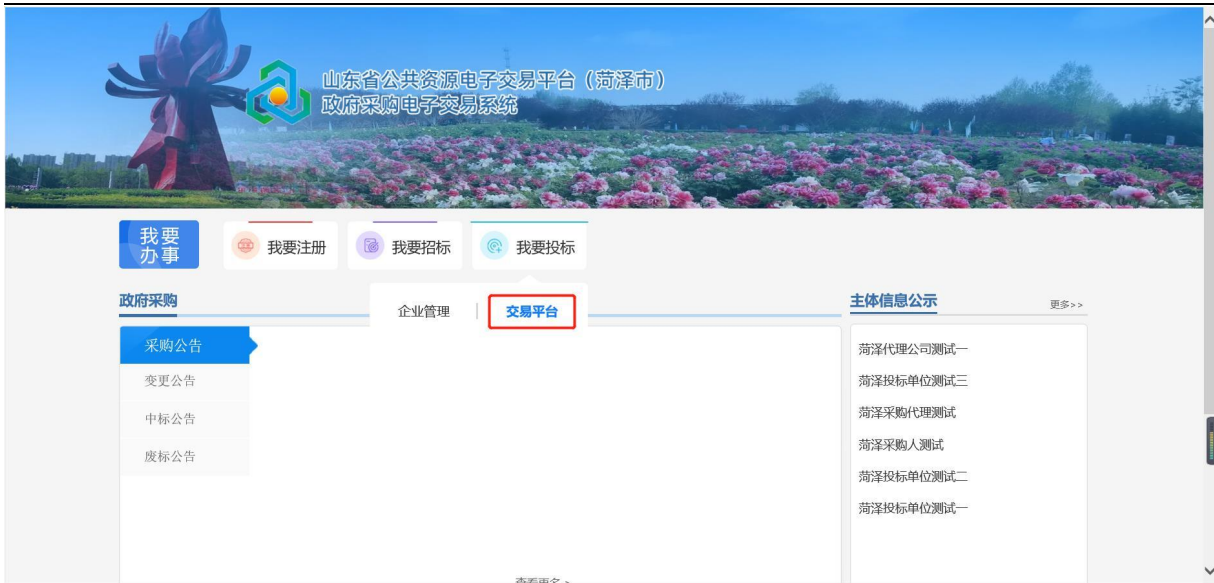 山东省公共资源电子交易平台（菏泽市）
政府采购电子交易系统
我要
办事
我要注册
我要招标
我要投标
企业管理
交易平台
政府采购
采购公告
变更公告
中标公告
废标公告
查看更多 >
主体信息公示
更多>>
菏泽代理公司测试一
菏泽投标单位测试三
菏泽采购代理测试
菏泽采购人测试
菏泽投标单位测试二
菏泽投标单位测试一